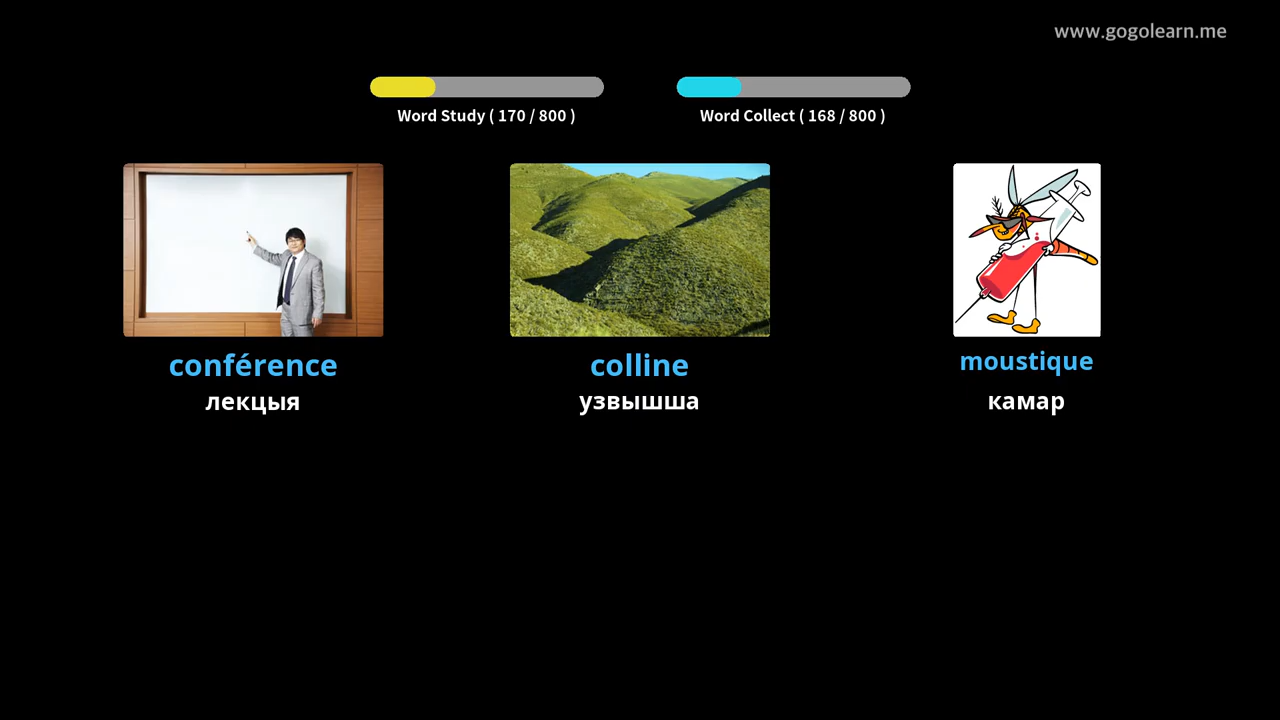 www.gogolearn.me
Word Study ( 170 / 800 )
Word Collect ( 168 / 800 )
conférence
лекцыя
colline
узвышша
moustique
камар